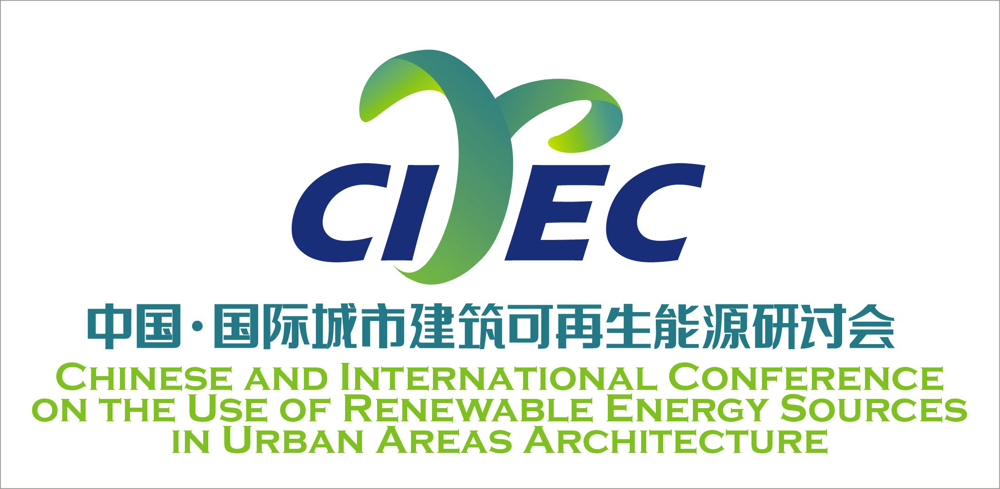 CIEC
中国·国际城市建筑可再生能源研讨会
CHINESE AND INTERNATIONAL CONFERENCE
ON THE USE OF RENEWABLE ENERGY SOURCES
IN URBAN AREAS ARCHITECTURE